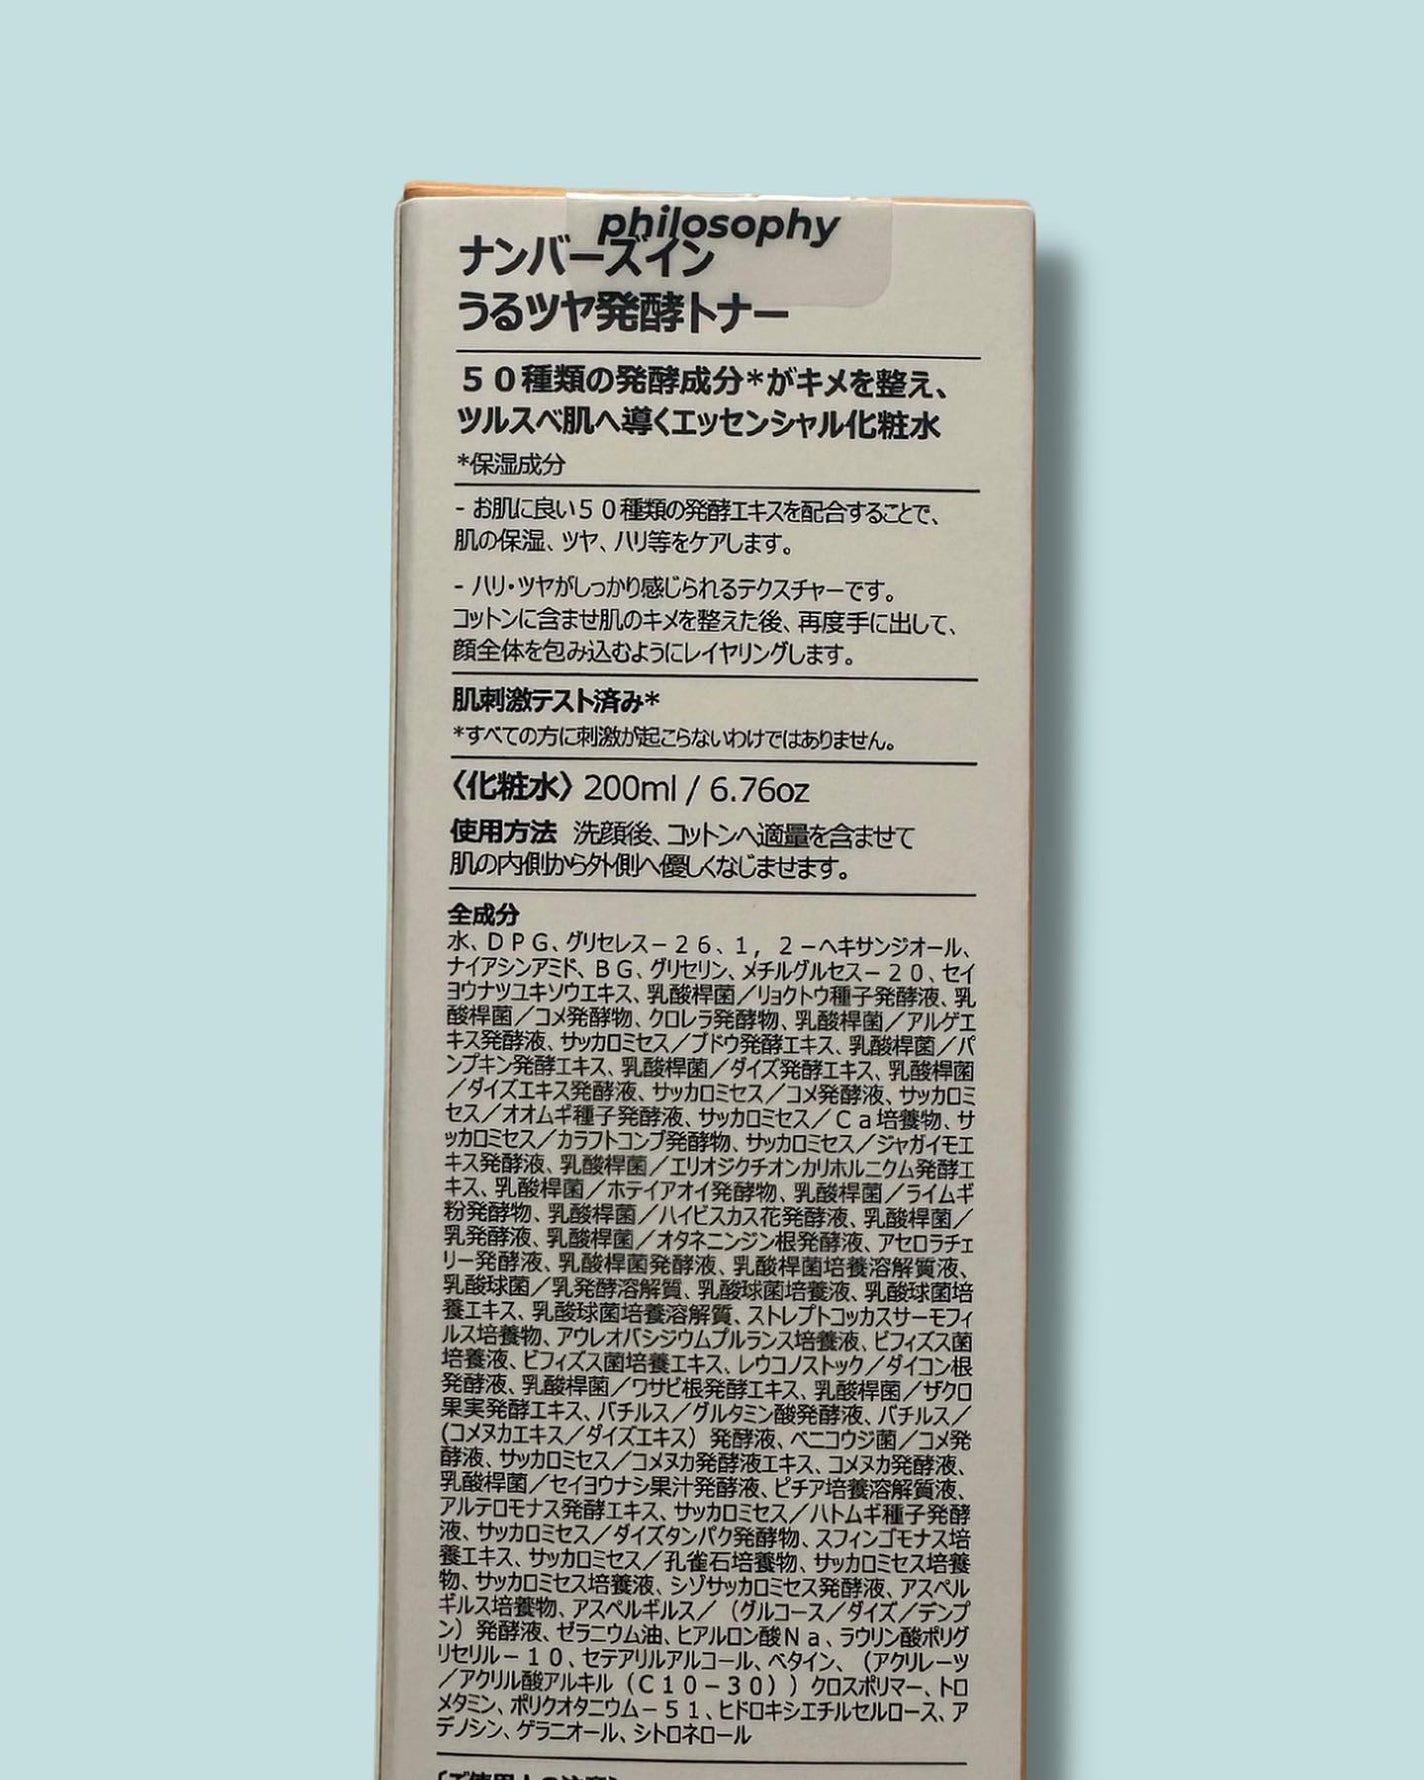 philosophy
ナンバーズイン
うるツヤ発酵トナー
50種類の発酵成分*がキメを整え、
ツルスベ肌へ導くエッセンシャル化粧水
*保湿成分
- お肌に良い50種類の発酵エキスを配合することで、
肌の保湿、ツヤ、ハリ等をケアします。
- ハリ・ツヤがしっかり感じられるテクスチャーです。
コットンに含ませ肌のキメを整えた後、再度手に出して、
顔全体を包み込むようにレイヤリングします。
肌刺激テスト済み*
*すべての方に刺激が起こらないわけではありません。
〈化粧水〉 200ml / 6.76oz
使用方法 洗顔後、コットンへ適量を含ませて
肌の内側から外側へ優しくなじませます。
全成分
水、DPG、グリセレス−26、1，2−ヘキサンジオール、
ナイアシンアミド、BG、グリセリン、メチルグルセス−20、セイ
ヨウナツユキソウエキス、乳酸桿菌／リョクトウ種子発酵液、乳
酸桿菌／コメ発酵物、クロレラ発酵物、乳酸桿菌／アルゲエ
キス発酵液、サッカロミセス／ブドウ発酵エキス、乳酸桿菌／パ
ンプキン発酵エキス、乳酸桿菌／ダイズ発酵エキス、乳酸桿菌
／ダイズエキス発酵液、サッカロミセス／コメ発酵液、サッカロミ
セス／オオムギ種子発酵液、サッカロミセス／Ca培養物、サ
ッカロミセス／カラフトコンブ発酵物、サッカロミセス／ジャガイモエ
キス発酵液、乳酸桿菌／エリオジクチオンカリホルニクム発酵エ
キス、乳酸桿菌／ホテイアオイ発酵物、乳酸桿菌／ライムギ
粉発酵物、乳酸桿菌／ハイビスカス花発酵液、乳酸桿菌／
乳発酵液、乳酸桿菌／オタネニンジン根発酵液、アセロラチェ
リー発酵液、乳酸桿菌発酵液、乳酸桿菌培養溶解質液、
乳酸球菌／乳発酵溶解質、乳酸球菌培養液、乳酸球菌培
養エキス、乳酸球菌培養溶解質、ストレプトコッカスサーモフィ
ルス培養物、アウレオバシジウムプルランス培養液、ビフィズス菌
培養液、ビフィズス菌培養エキス、レウコノストック／ダイコン根
発酵液、乳酸桿菌／ワサビ根発酵エキス、乳酸桿菌／ザクロ
果実発酵エキス、バチルス／グルタミン酸発酵液、バチルス／
(コメヌカエキス／ダイズエキス）発酵液、ベニコウジ菌／コメ発
酵液、サッカロミセス／コメヌカ発酵液エキス、コメヌカ発酵液、
乳酸桿菌／セイヨウナシ果汁発酵液、ピチア培養溶解質液、
アルテロモナス発酵エキス、サッカロミセス／ハトムギ種子発酵
液、サッカロミセス／ダイズタンパク発酵物、スフィンゴモナス培
養エキス、サッカロミセス／孔雀石培養物、サッカロミセス培養
物、サッカロミセス培養液、シゾサッカロミセス発酵液、アスペル
ギルス培養物、アスペルギルス／（グルコース／ダイズ／デンプ
ン）発酵液、ゼラニウム油、ヒアルロン酸Na、ラウリン酸ポリグ
リセリル−10、セテアリルアルコール、ベタイン、（アクリレーツ
／アクリル酸アルキル（C10−30））クロスポリマー、トロ
メタミン、ポリクオタニウム−51、ヒドロキシエチルセルロース、ア
デノシン、ゲラニオール、シトロネロール